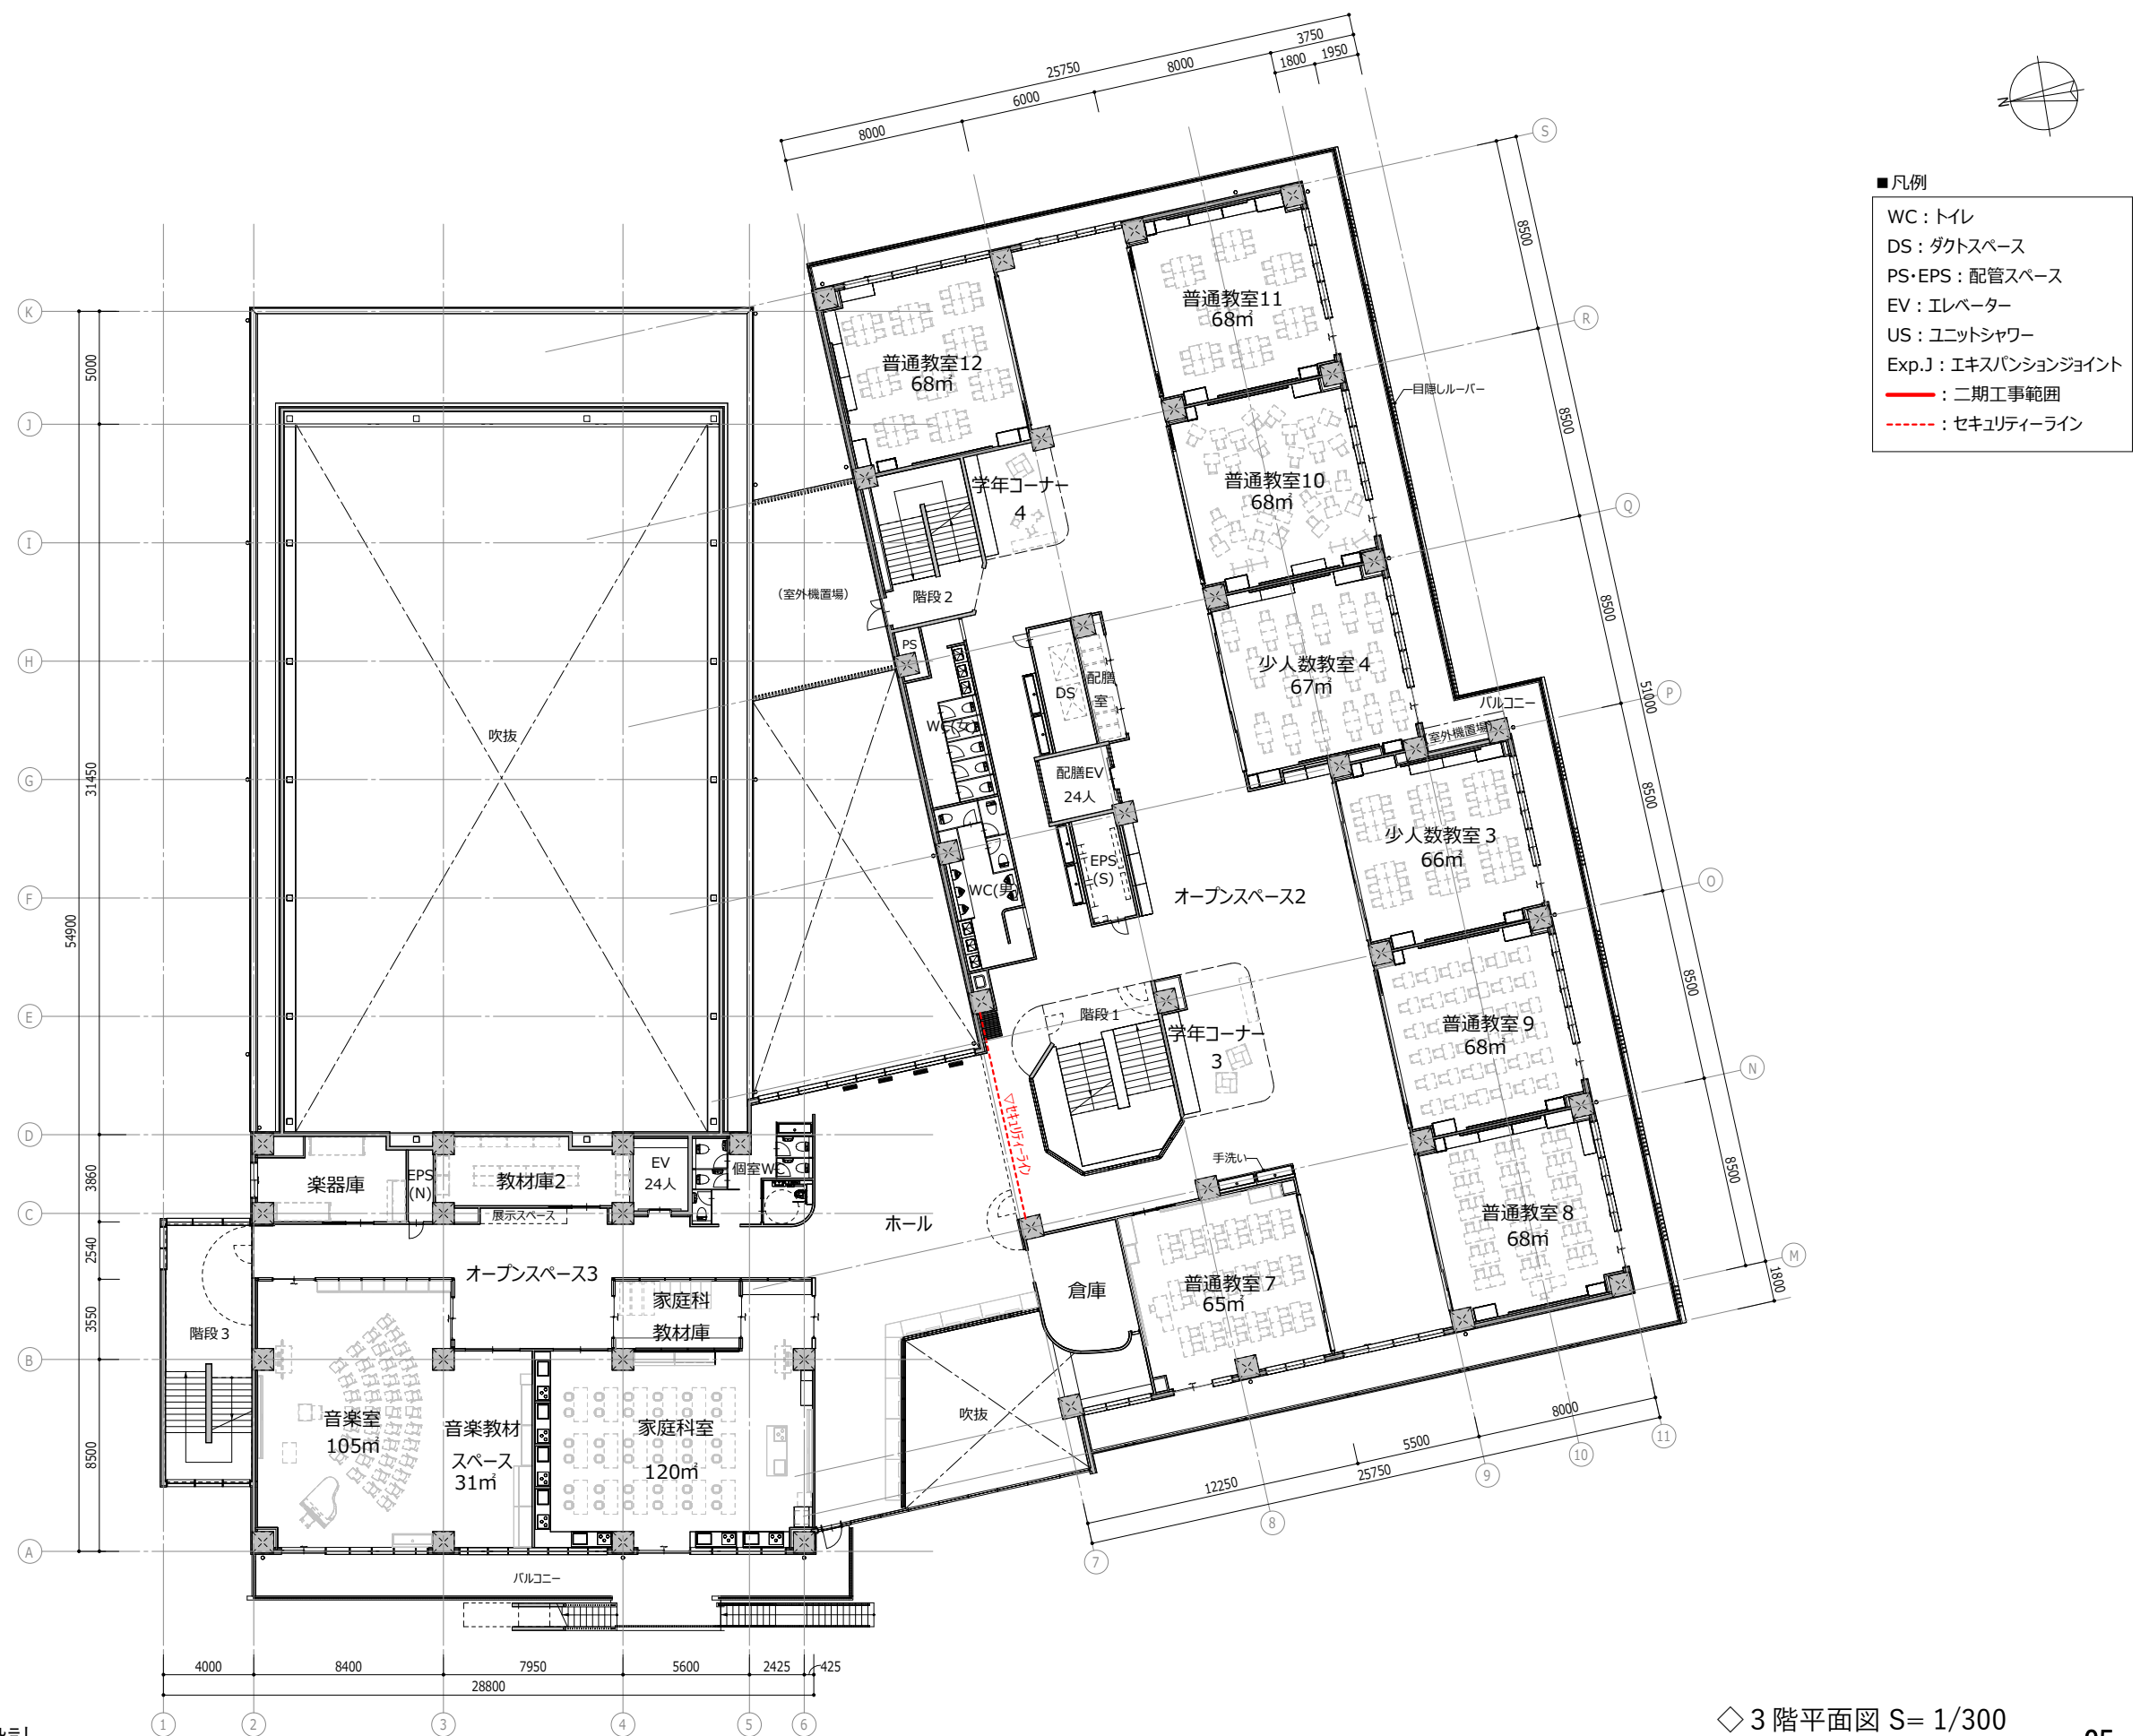 3750
25750
1800
1950
8000
6000
8000
N
S
■凡例
WC：トイレ
DS：ダクトスペース
PS・EPS：配管スペース
EV：エレベーター
US：ユニットシャワー
Exp.J：エキスパンションジョイント
：二期工事範囲
：セキュリティーライン
8500
普通教室11
68㎡
K
R
5000
普通教室12
68㎡
目隠しルーバー
J
8500
普通教室10
68㎡
学年コーナー
4
Q
I
（室外機置場）
階段２
8500
PS
H
少人数教室４
67㎡
DS
配膳
室
P
51000
バルコニー
WC(女)
吹抜
（室外機置場）
G
31450
配膳EV
24人
8500
少人数教室３
66㎡
EPS
(S)
WC(男)
オープンスペース2
O
F
54900
8500
E
階段１
普通教室９
68㎡
学年コーナー
3
N
▽セキュリティーライン
D
3860
EV
24人
個室WC
手洗い
8500
楽器庫
EPS
(N)
教材庫2
C
展示スペース
ホール
普通教室８
68㎡
2540
M
オープンスペース3
倉庫
普通教室７
65㎡
1800
家庭科
教材庫
3550
階段３
B
音楽室
105㎡
音楽教材
スペース
31㎡
家庭科室
120㎡
吹抜
8000
11
8500
5500
10
25750
9
12250
8
A
7
バルコニー
4000
8400
7950
5600
2425
425
28800
1
2
3
4
5
6
◇３階平面図 S= 1/300